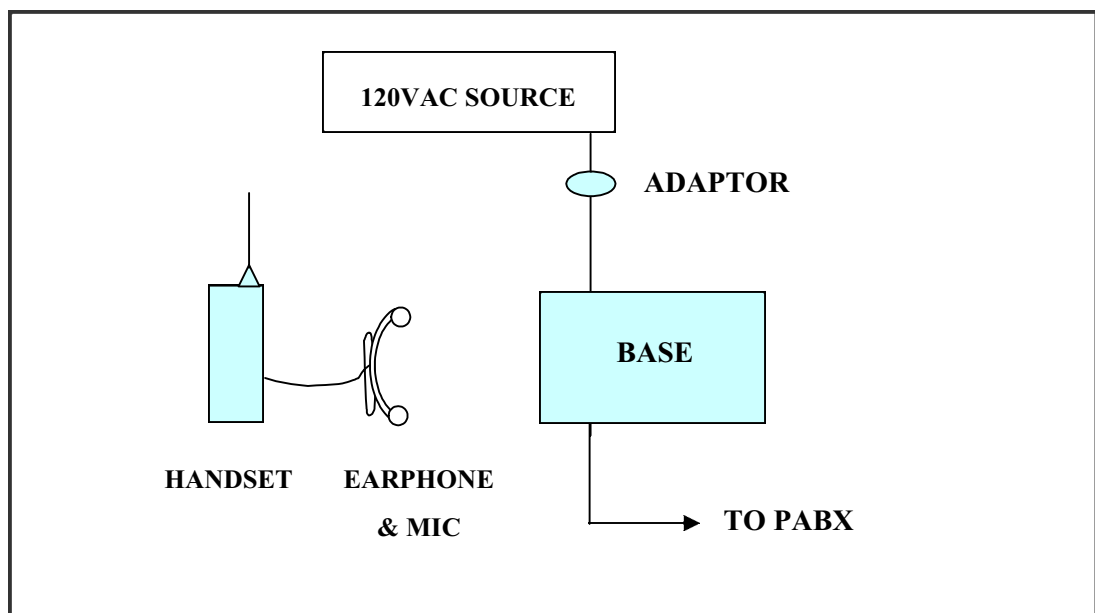 120VAC SOURCE
ADAPTOR
BASE
HANDSET
EARPHONE
& MIC
TO PABX